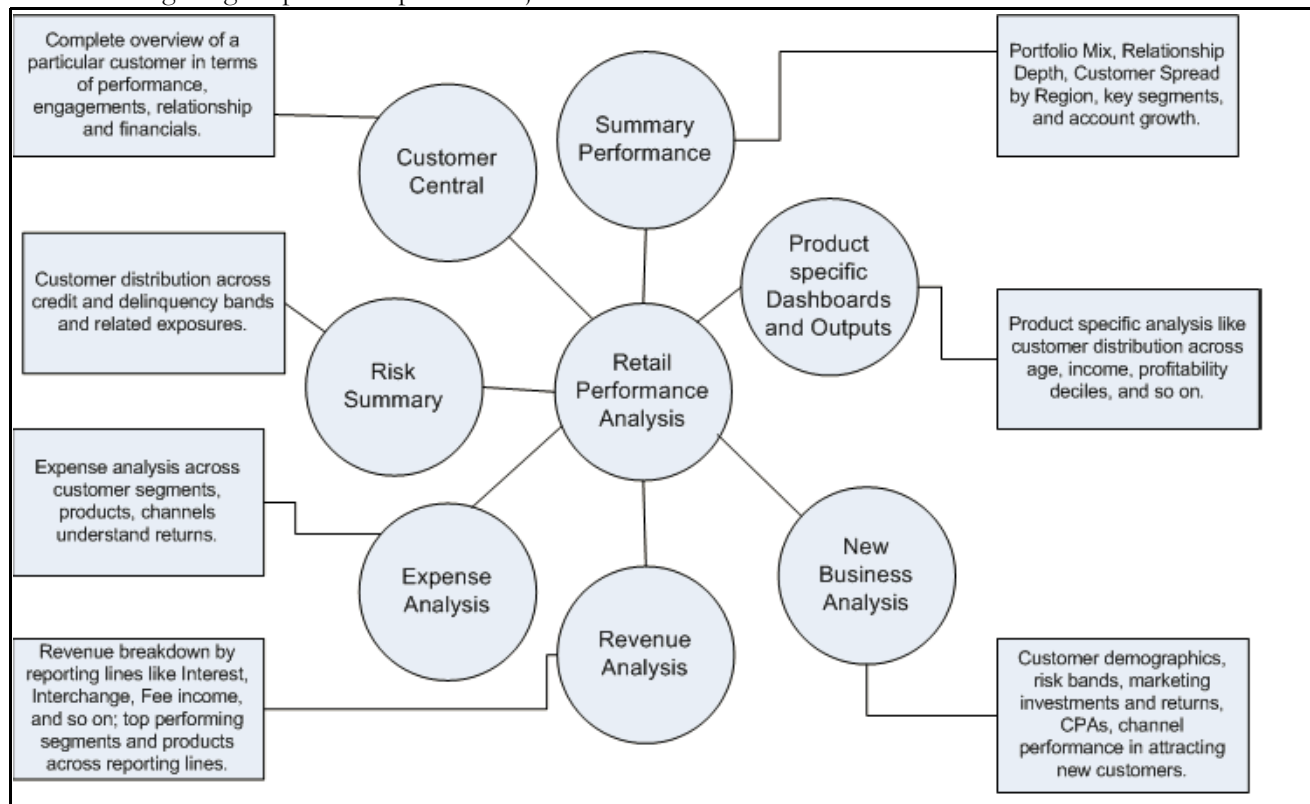 Complete overview of a
particular customer in terms
of performance,
engagements, relationship
and financials.
Customer
Central
Summary
Performance
Portfolio Mix, Relationship
Depth, Customer Spread
by Region, key segments,
and account growth.
Customer distribution across
credit and delinquency bands
and related exposures.
Risk
Summary
Retail
Performance
Analysis
Product
specific
Dashboards
and Outputs
Product specific analysis like
customer distribution across
age, income, profitability
deciles, and so on.
Expense analysis across
customer segments,
products, channels
understand returns.
Expense
Analysis
Revenue
Analysis
New
Business
Analysis
Revenue breakdown by
reporting lines like Interest,
Interchange, Fee income,
and so on; top performing
segments and products
across reporting lines.
Customer demographics,
risk bands, marketing
investments and returns,
CPAs, channel
performance in attracting
new customers.